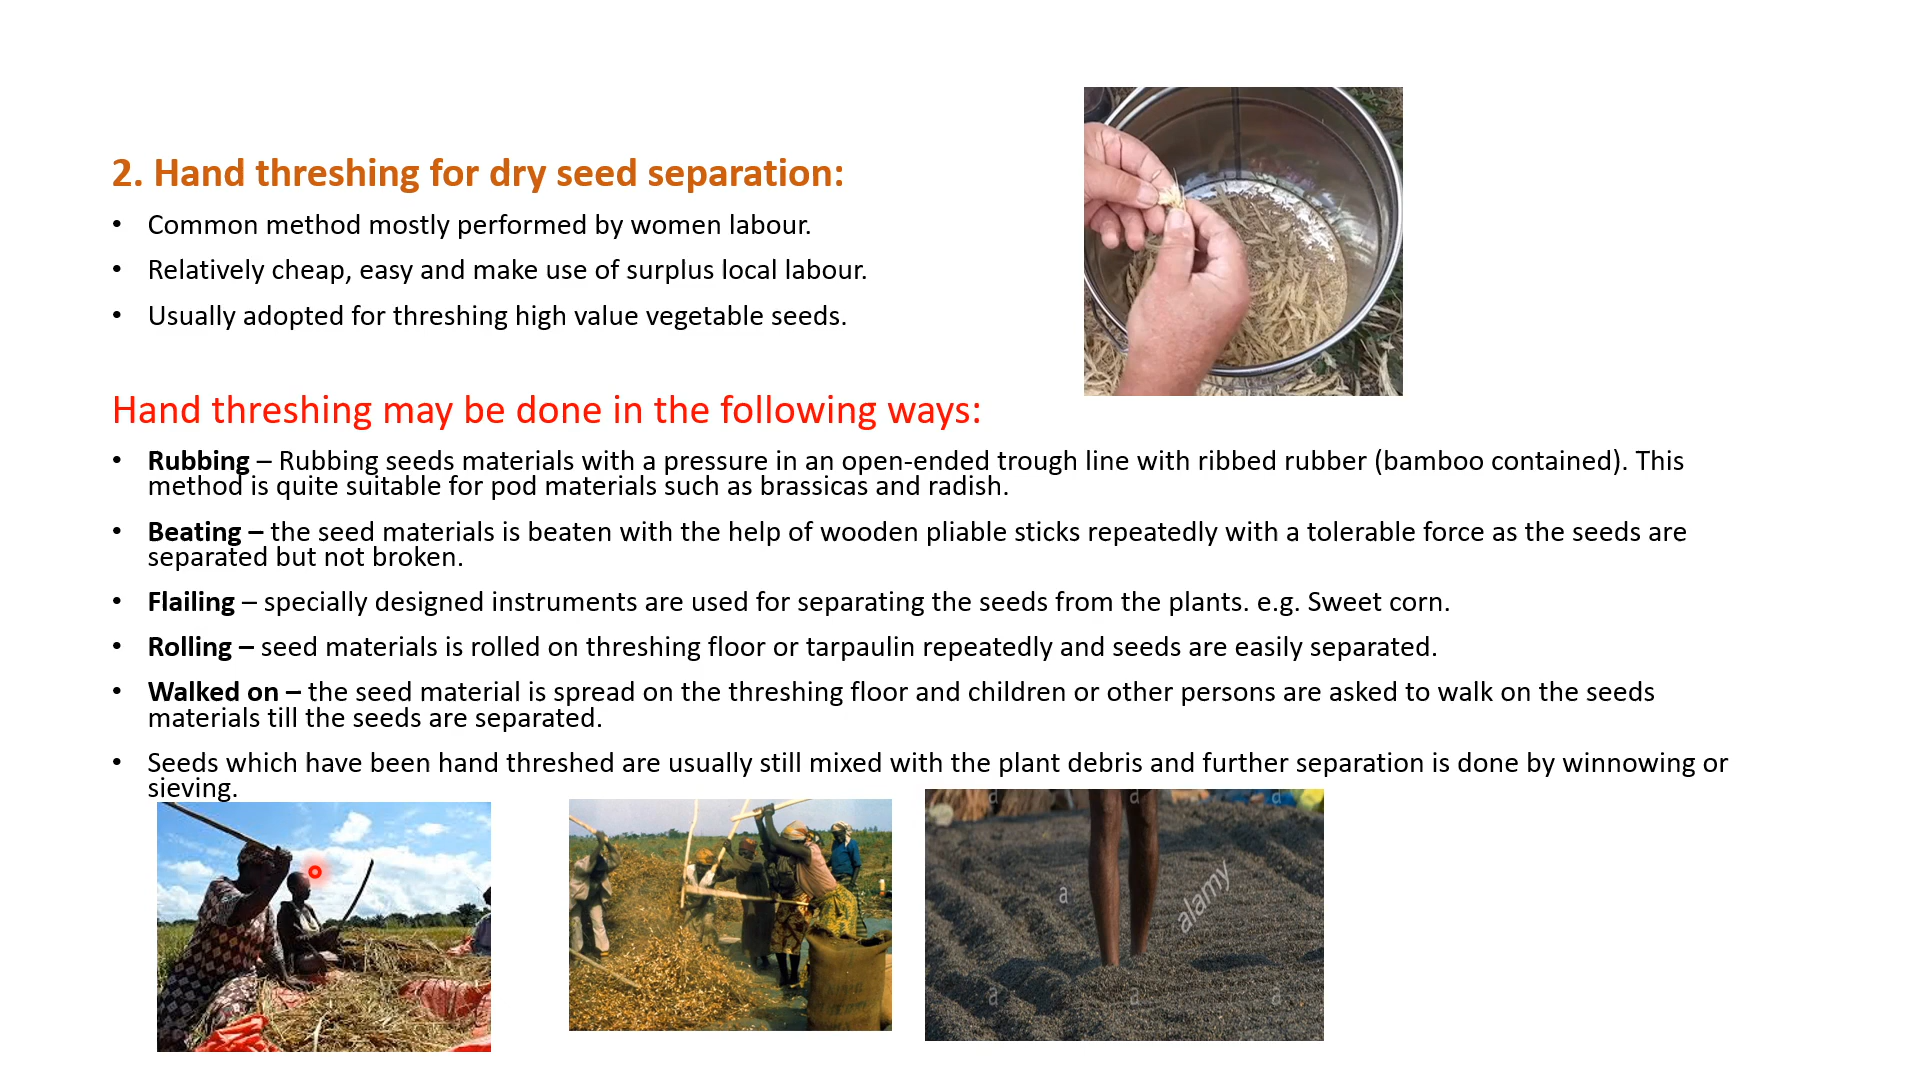 2. Hand threshing for dry seed separation:
• Common method mostly performed by women labour.
• Relatively cheap, easy and make use of surplus local labour.
• Usually adopted for threshing high value vegetable seeds.
Hand threshing may be done in the following ways:
• Rubbing – Rubbing seeds materials with a pressure in an open-ended trough line with ribbed rubber (bamboo contained). This
method is quite suitable for pod materials such as brassicas and radish.
• Beating – the seed materials is beaten with the help of wooden pliable sticks repeatedly with a tolerable force as the seeds are
separated but not broken.
• Flailing – specially designed instruments are used for separating the seeds from the plants. e.g. Sweet corn.
• Rolling – seed materials is rolled on threshing floor or tarpaulin repeatedly and seeds are easily separated.
• Walked on – the seed material is spread on the threshing floor and children or other persons are asked to walk on the seeds
materials till the seeds are separated.
• Seeds which have been hand threshed are usually still mixed with the plant debris and further separation is done by winnowing or
sieving.
a a a
a alamy
a a a